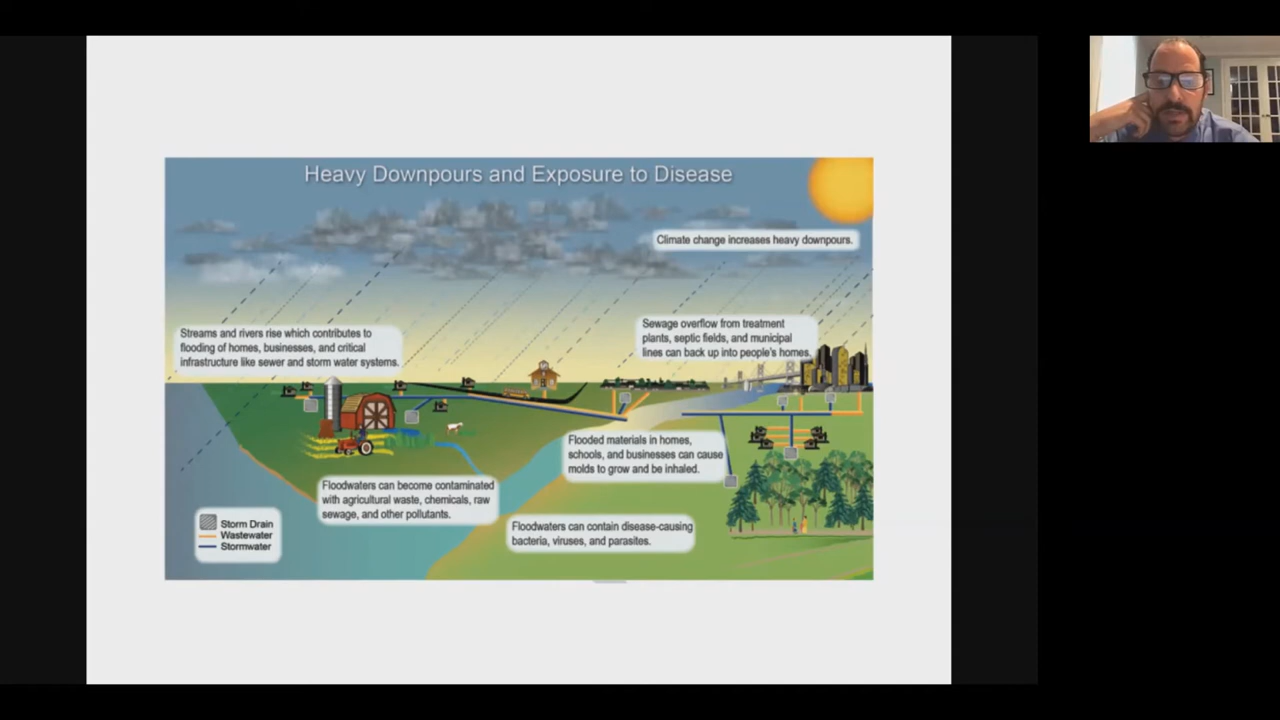 Heavy Downpours and Exposure to Disease
Climate change increases heavy downpours.
Streams and rivers rise which contributes to
flooding of homes, businesses, and critical
infrastructure like sewer and storm water systems.
Sewage overflow from treatment
plants, septic fields, and municipal
lines can back up into people's homes.
Flooded materials in homes,
schools, and businesses can cause
molds to grow and be inhaled.
Floodwaters can become contaminated
with agricultural waste, chemicals, raw
sewage, and other pollutants.
Floodwaters can contain disease-causing
bacteria, viruses, and parasites.
Storm Drain
Wastewater
Stormwater